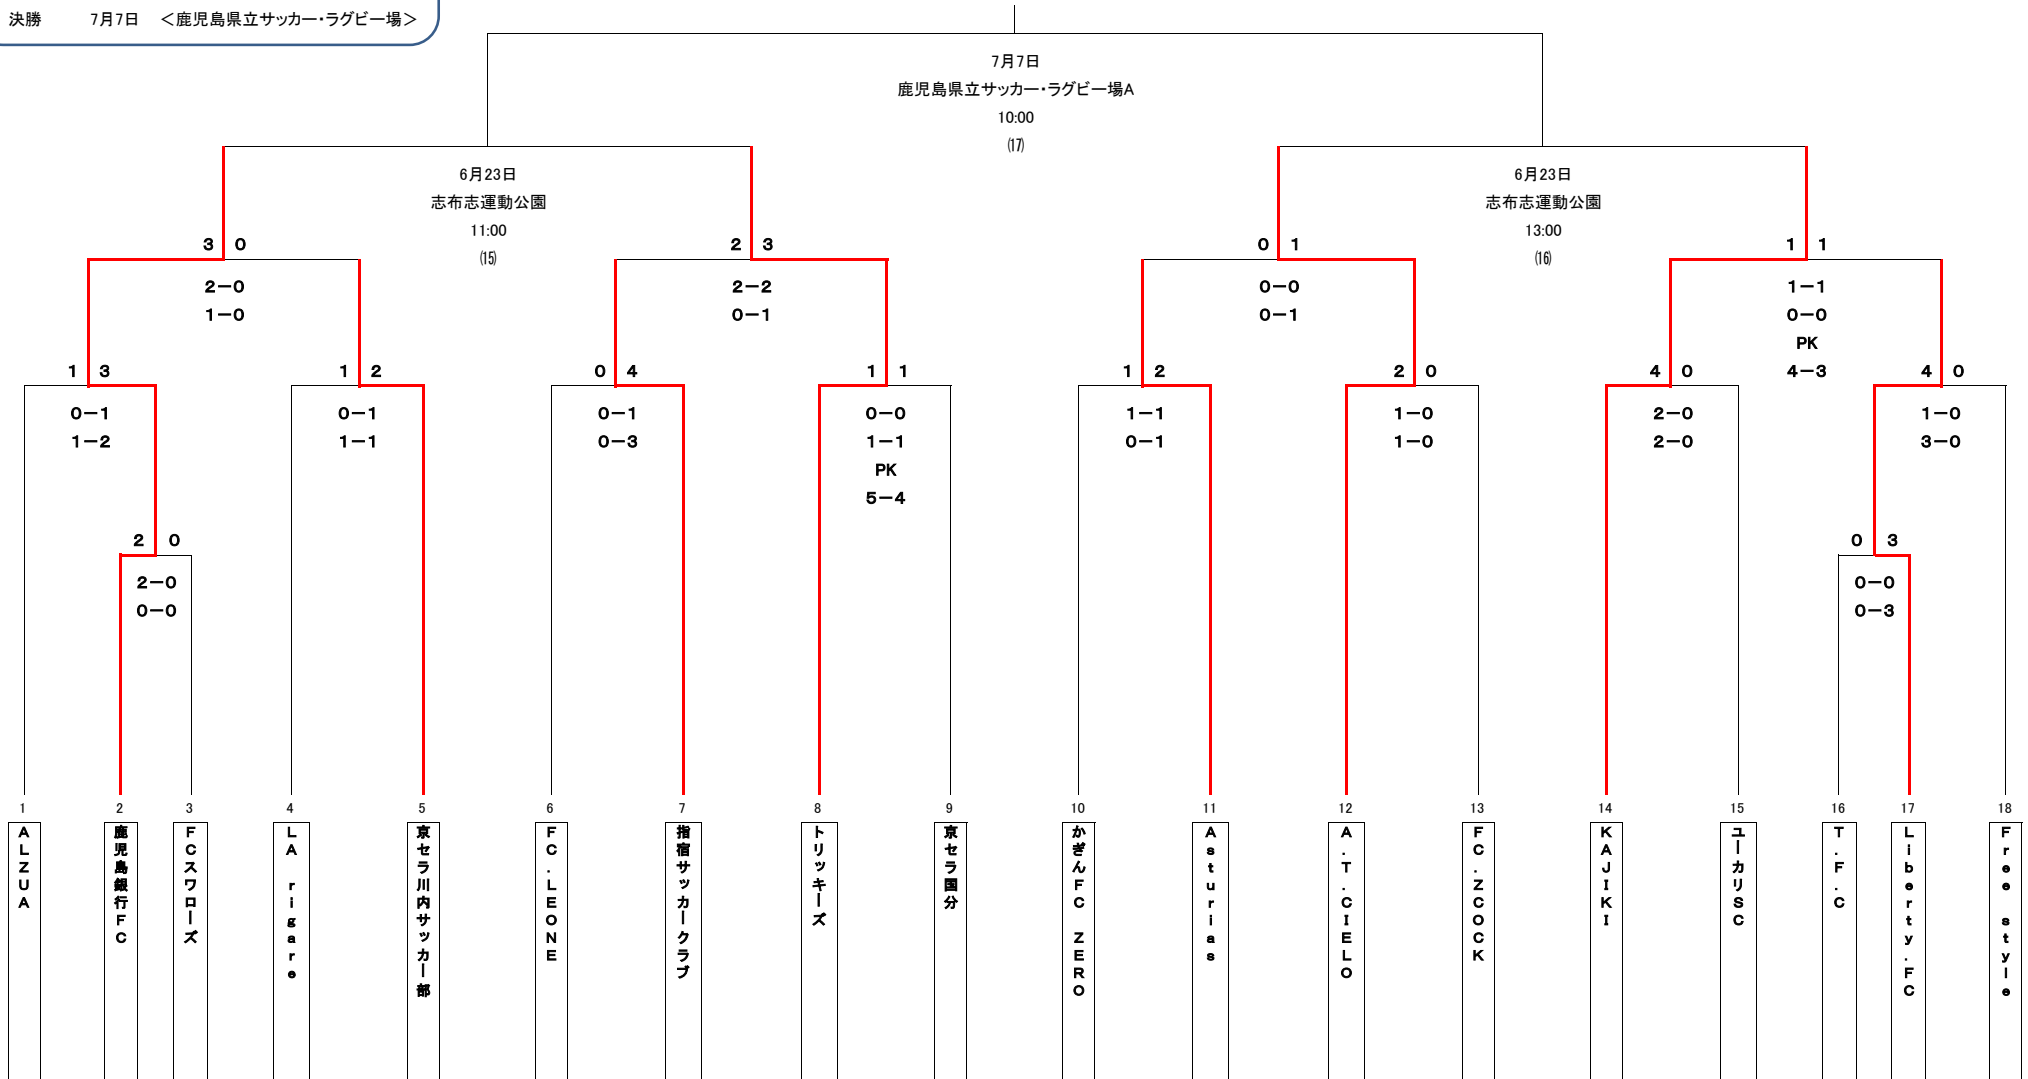 決勝 7月7日 <鹿児島県立サッカー・ラグビー場>
7月7日
鹿児島県立サッカー・ラグビー場A
10:00
(17)
6月23日
志布志運動公園
11:00
(15)
6月23日
志布志運動公園
13:00
(16)
3 0
2 3
0 1
1 1
2-0
1-0
2-2
0-1
0-0
0-1
1-1
0-0
PK
4-3
1 3
1 2
0 4
1 1
1 2
2 0
4 0
4 0
0-1
1-2
0-1
1-1
0-1
0-3
0-0
1-1
PK
5-4
1-1
0-1
1-0
1-0
2-0
2-0
1-0
3-0
2 0
2-0
0-0
0 3
0-0
0-3
1
ALZUA
2
鹿児島銀行FC
3
FCスワローズ
4
LA rigare
5
京セラ川内サッカー部
6
FC.LEONE
7
指宿サッカークラブ
8
トリッキーズ
9
京セラ国分
10
かぎんFC ZERO
11
Asturias
12
A.T.CIELO
13
FC.ZCOCK
14
KAJIKI
15
ユーカリSC
16
T.F.C
17
Liberty.FC
18
Free style